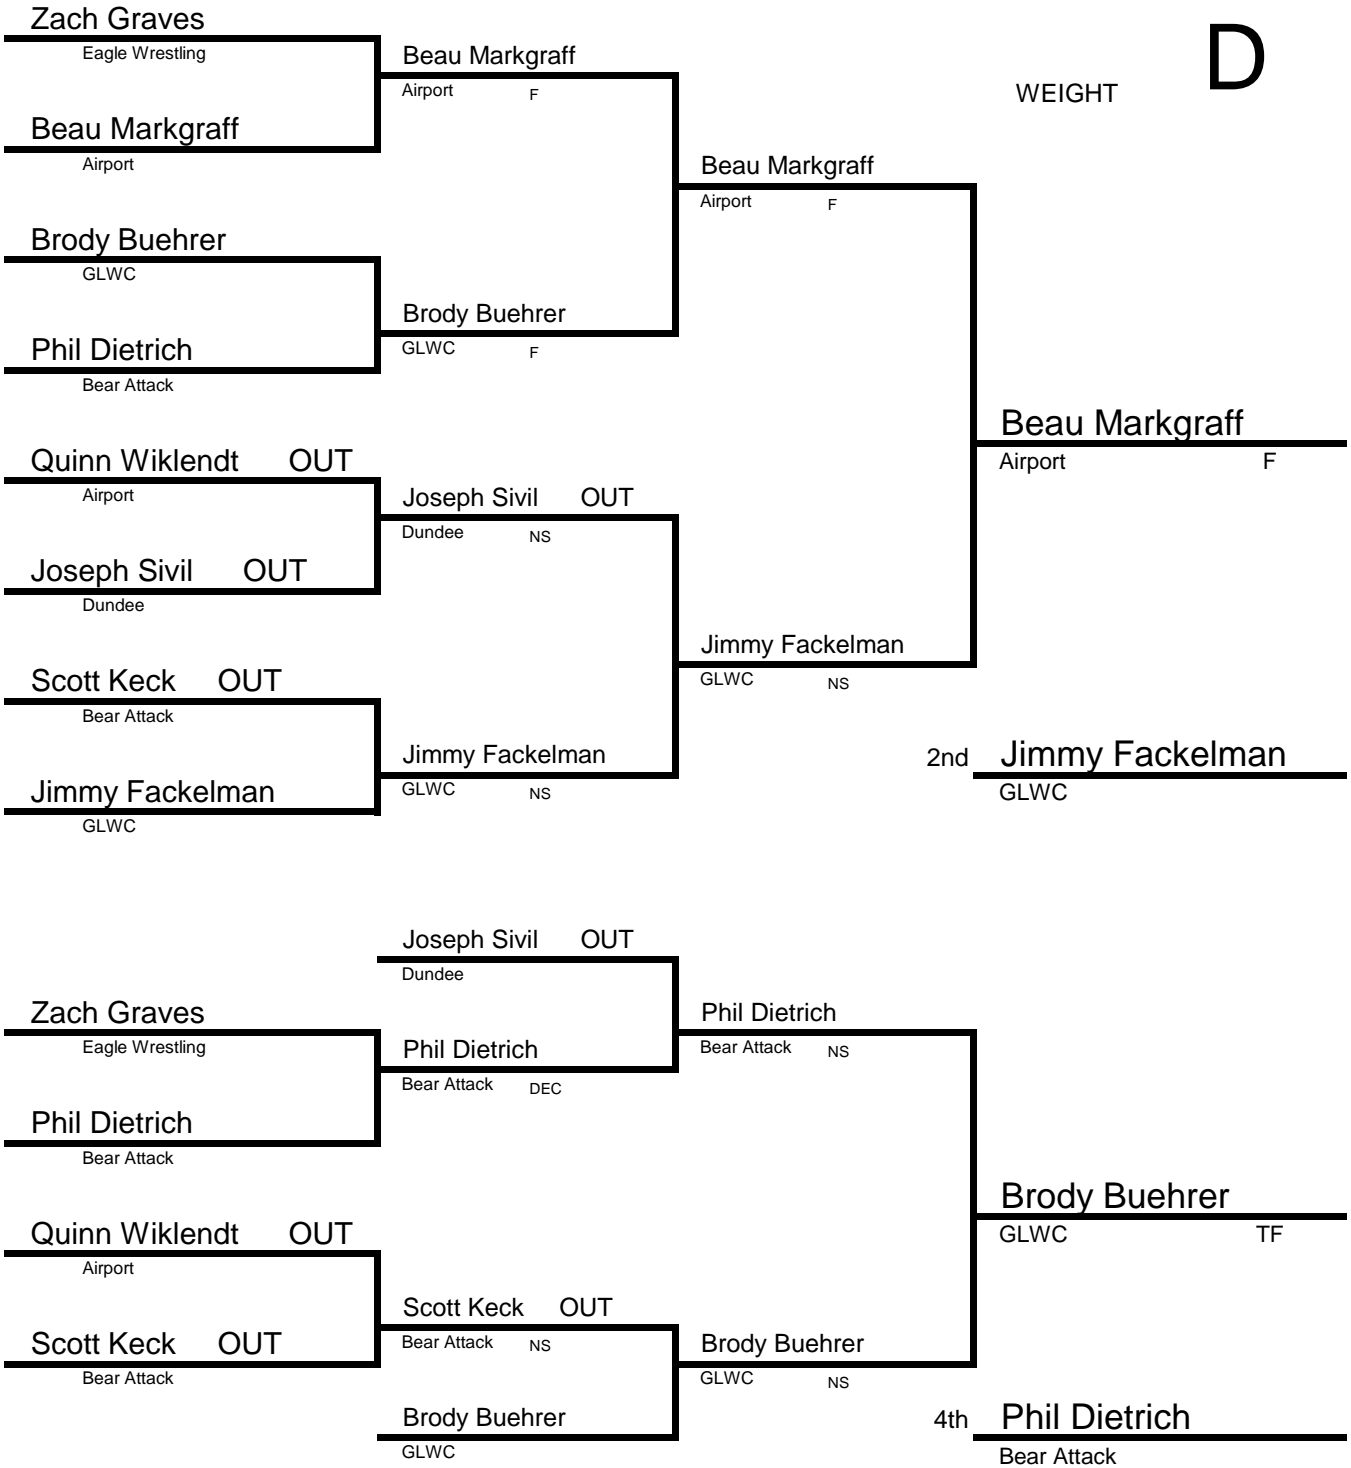 Zach Graves
Eagle Wrestling
Beau Markgraff
Airport F
D
WEIGHT
Beau Markgraff
Airport
Beau Markgraff
Airport F
Brody Buehrer
GLWC
Brody Buehrer
GLWC F
Phil Dietrich
Bear Attack
Beau Markgraff
Airport F
Quinn Wiklendt OUT
Airport
Joseph Sivil OUT
Dundee NS
Joseph Sivil OUT
Dundee
Jimmy Fackelman
GLWC NS
Scott Keck OUT
Bear Attack
Jimmy Fackelman
GLWC NS
2nd Jimmy Fackelman
GLWC
Jimmy Fackelman
GLWC
Joseph Sivil OUT
Dundee
Zach Graves
Eagle Wrestling
Phil Dietrich
Bear Attack NS
Phil Dietrich
Bear Attack DEC
Phil Dietrich
Bear Attack
Brody Buehrer
GLWC TF
Quinn Wiklendt OUT
Airport
Scott Keck OUT
Bear Attack NS
Scott Keck OUT
Bear Attack
Brody Buehrer
GLWC NS
Brody Buehrer
GLWC
4th Phil Dietrich
Bear Attack